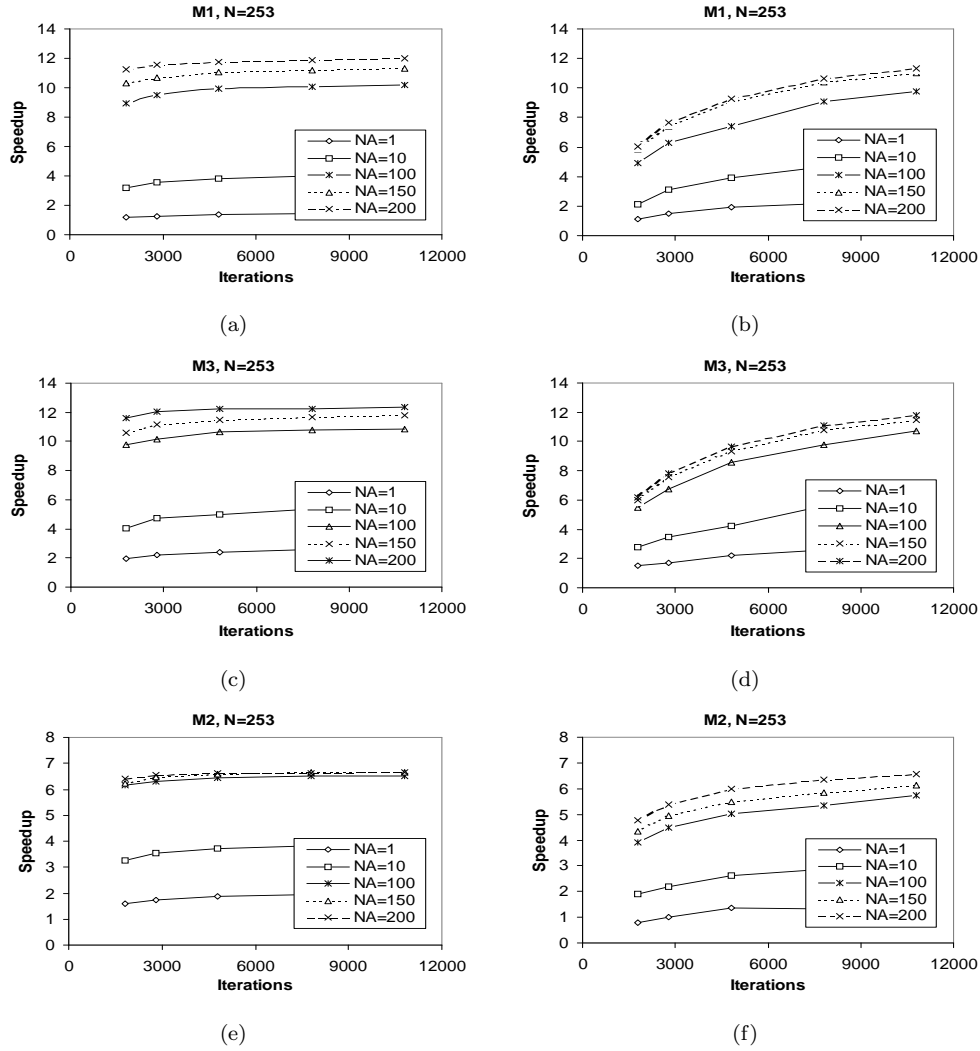 M1, N=253
14
12
10
8
6
4
2
0
Speedup
0 3000 6000 9000 12000
Iterations
NA=1
NA=10
NA=100
NA=150
NA=200
(a)
M1, N=253
14
12
10
8
6
4
2
0
Speedup
0 3000 6000 9000 12000
Iterations
NA=1
NA=10
NA=100
NA=150
NA=200
(b)
M3, N=253
14
12
10
8
6
4
2
0
Speedup
0 3000 6000 9000 12000
Iterations
NA=1
NA=10
NA=100
NA=150
NA=200
(c)
M3, N=253
14
12
10
8
6
4
2
0
Speedup
0 3000 6000 9000 12000
Iterations
NA=1
NA=10
NA=100
NA=150
NA=200
(d)
M2, N=253
8
7
6
5
4
3
2
1
0
Speedup
0 3000 6000 9000 12000
Iterations
NA=1
NA=10
NA=100
NA=150
NA=200
(e)
M2, N=253
8
7
6
5
4
3
2
1
0
Speedup
0 3000 6000 9000 12000
Iterations
NA=1
NA=10
NA=100
NA=150
NA=200
(f)